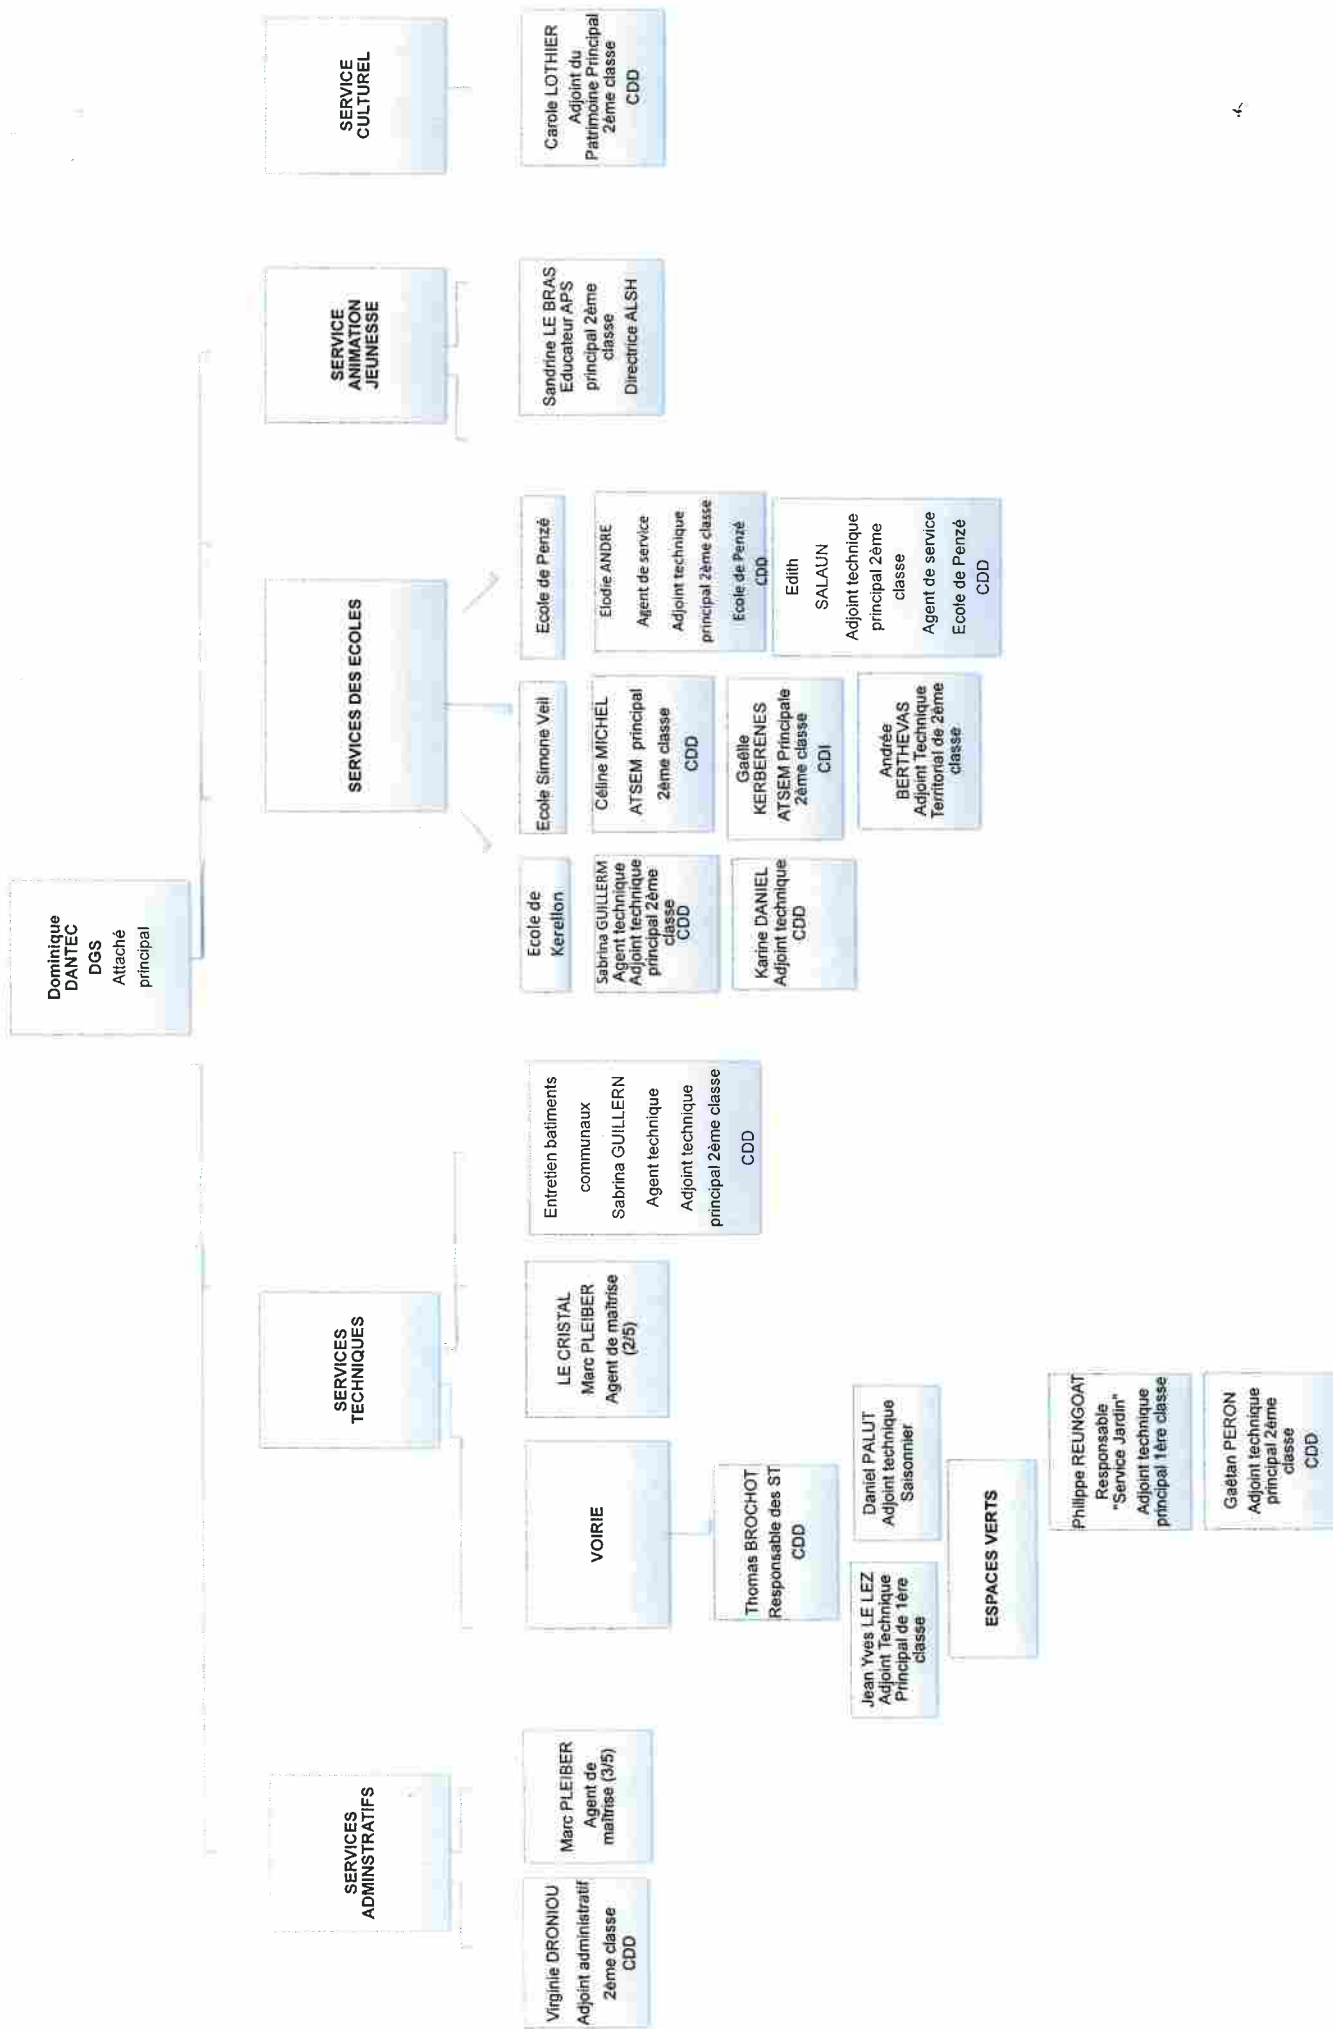 Dominique
DANTEC
DGS
Attaché
principal
SERVICES
ADMINSTRATIFS
Virginie DRONIOU
Adjoint administratif
2ème classe
CDD
Marc PLEIBER
Agent de
maîtrise (3/5)
SERVICES
TECHNIQUES
VOIRIE
Thomas BROCHOT
Responsable des ST
CDD
Jean Yves LE LEZ
Adjoint Technique
Principal de 1ère
classe
Daniel PALUT
Adjoint technique
Saisonnier
ESPACES VERTS
Philippe REUNGOAT
Responsable
"Service Jardin"
Adjoint technique
principal 1ère classe
Gaëtan PERON
Adjoint technique
principal 2ème
classe
CDD
LE CRISTAL
Marc PLEIBER
Agent de maîtrise
(2/5)
Entretien batiments
communaux
Sabrina GUILLERN
Agent technique
Adjoint technique
principal 2ème classe
CDD
SERVICES DES ECOLES
Ecole de
Kerellon
Sabrina GUILLERM
Agent technique
Adjoint technique
principal 2ème
classe
CDD
Karine DANIEL
Adjoint technique
CDD
Ecole Simone Veil
Céline MICHEL
ATSEM principal
2ème classe
CDD
Gaëlle
KERBERENES
ATSEM Principale
2ème classe
CDI
Andrée
BERTHEVAS
Adjoint Technique
Territorial de 2ème
classe
Ecole de Penzé
Elodie ANDRE
Agent de service
Adjoint technique
principal 2ème classe
Ecole de Penzé
CDD
Edith
SALAUN
Adjoint technique
principal 2ème
classe
Agent de service
Ecole de Penzé
CDD
SERVICE
ANIMATION
JEUNESSE
Sandrine LE BRAS
Educateur APS
principal 2ème
classe
Directrice ALSH
SERVICE
CULTUREL
Carole LOTHIER
Adjoint du
Patrimoine Principal
2ème classe
CDD